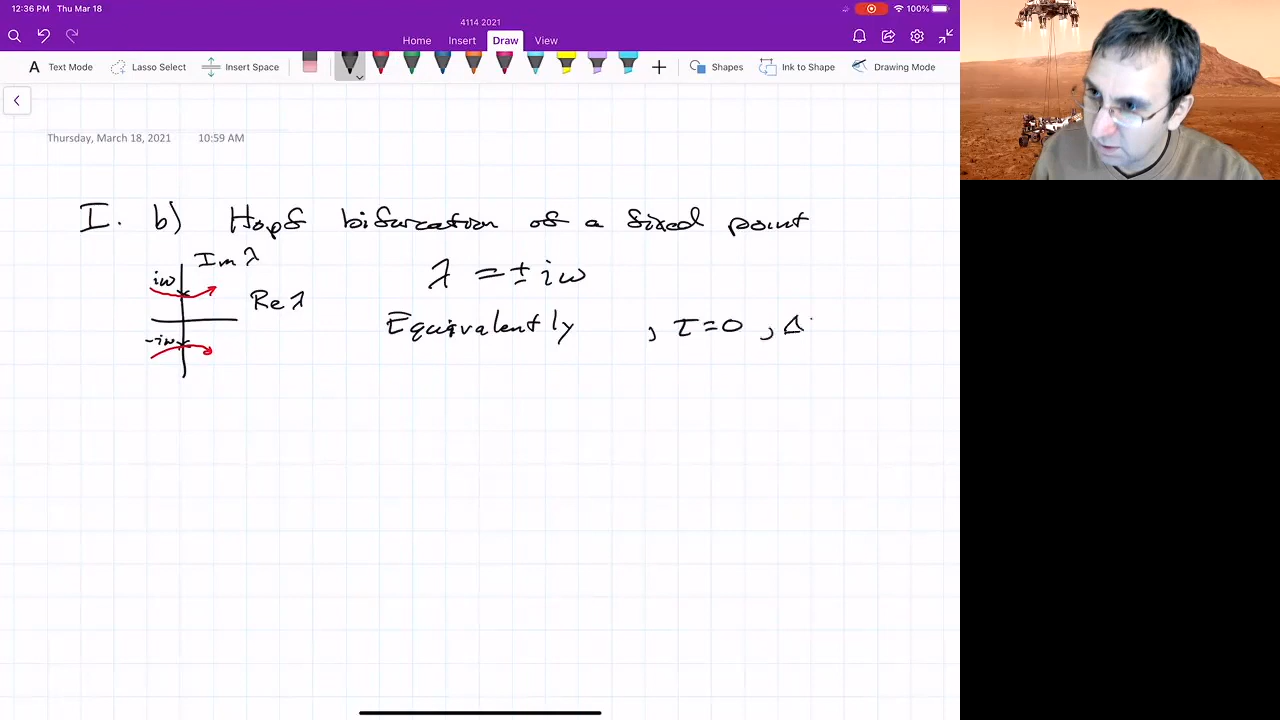 12:36 PM Thu Mar 18
100%
4114 2021
Home Insert Draw View
Text Mode Lasso Select Insert Space Shapes Ink to Shape Drawing Mode
Thursday, March 18, 2021 10:59 AM
I. b) Hopf bifurcation of a fixed point
Im λ
iω
λ = ± iω
Re λ
Equivalently , τ=0 , Δ
-iω